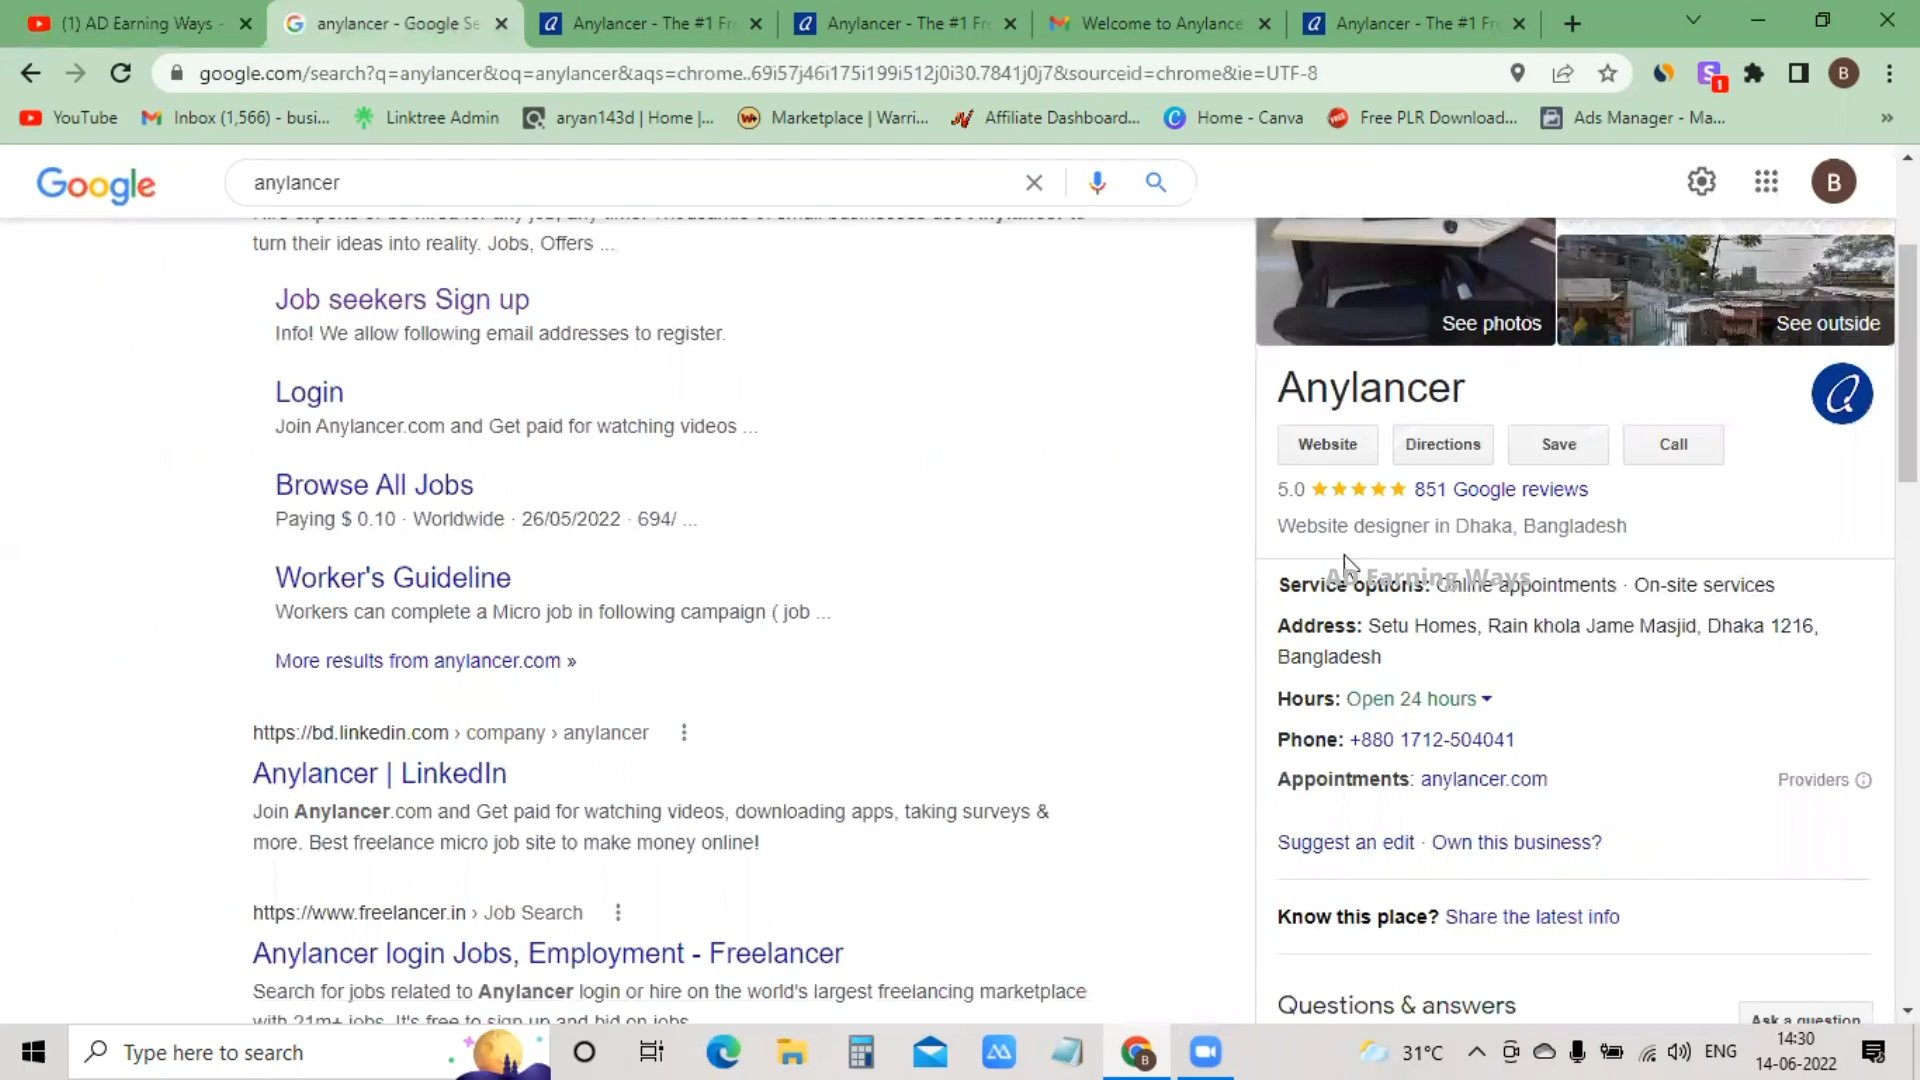 (1) AD Earning Ways -
anylancer - Google Se
Anylancer - The #1 Fr
Anylancer - The #1 Fr
Welcome to Anylance
Anylancer - The #1 Fr
google.com/search?q=anylancer&oq=anylancer&aqs=chrome..69i57j46i175i199i512j0i30.7841j0j7&sourceid=chrome&ie=UTF-8
S
1
B
YouTube
Inbox (1,566) - busi...
Linktree Admin
aryan143d | Home |...
Marketplace | Warri...
Affiliate Dashboard...
Home - Canva
Free PLR Download...
Ads Manager - Ma...
»
Google
anylancer
B
turn their ideas into reality. Jobs, Offers ...
Job seekers Sign up
Info! We allow following email addresses to register.
Login
Join Anylancer.com and Get paid for watching videos ...
Browse All Jobs
Paying $ 0.10 · Worldwide · 26/05/2022 · 694/ ...
Worker's Guideline
Workers can complete a Micro job in following campaign ( job ...
More results from anylancer.com »
https://bd.linkedin.com › company › anylancer
Anylancer | LinkedIn
Join Anylancer.com and Get paid for watching videos, downloading apps, taking surveys &
more. Best freelance micro job site to make money online!
https://www.freelancer.in › Job Search
Anylancer login Jobs, Employment - Freelancer
Search for jobs related to Anylancer login or hire on the world's largest freelancing marketplace
with 21m+ jobs. It's free to sign up and bid on jobs.
See photos
See outside
Anylancer
Website
Directions
Save
Call
5.0 ★★★★★ 851 Google reviews
Website designer in Dhaka, Bangladesh
AD Earning Ways
Service options: Online appointments · On-site services
Address: Setu Homes, Rain khola Jame Masjid, Dhaka 1216,
Bangladesh
Hours: Open 24 hours
Phone: +880 1712-504041
Appointments: anylancer.com
Providers
Suggest an edit · Own this business?
Know this place? Share the latest info
Questions & answers
Ask a question
Type here to search
B
31°C
ENG
14:30
14-06-2022